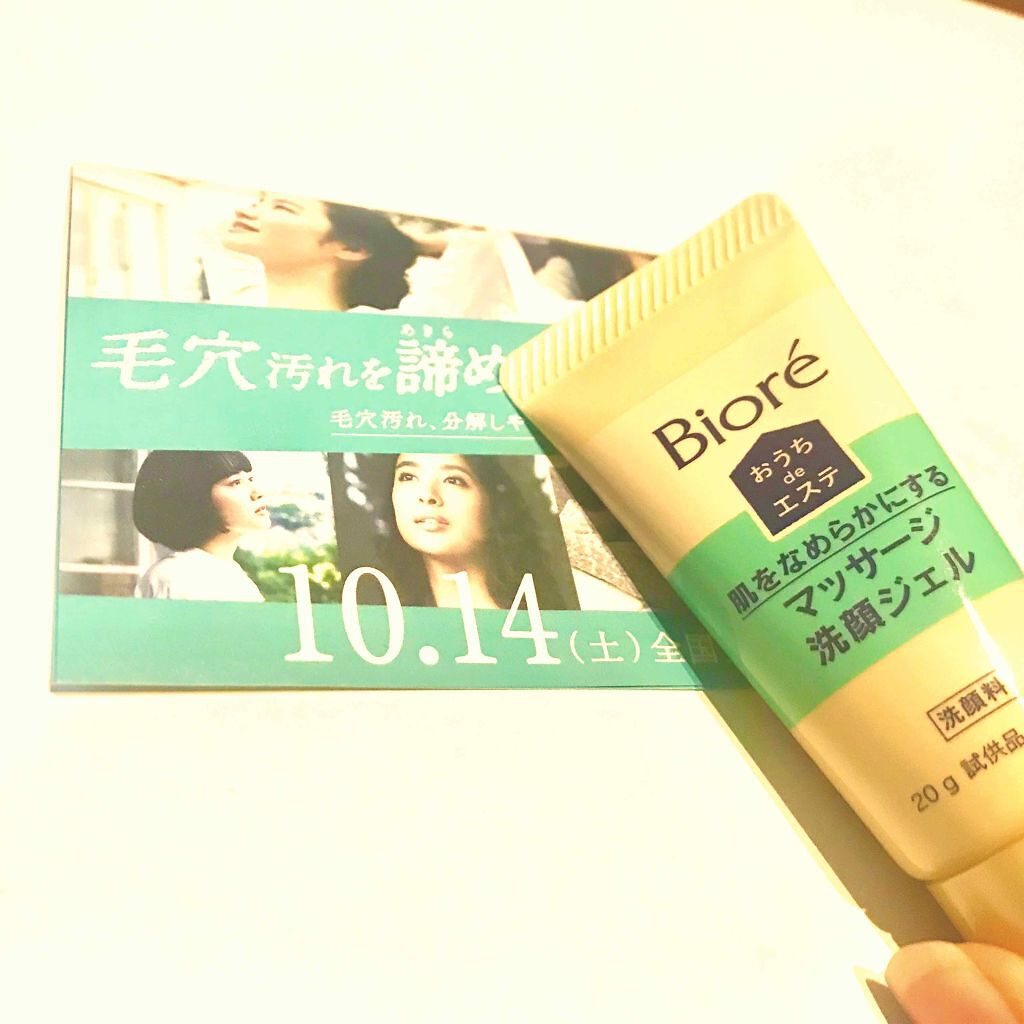 あきら
毛穴汚れを諦め
毛穴汚れ、分解しや
10.14(土)全国
Bioré
おうち
de
エステ
肌をなめらかにする
マッサージ
洗顔ジェル
洗顔料
20g 試供品